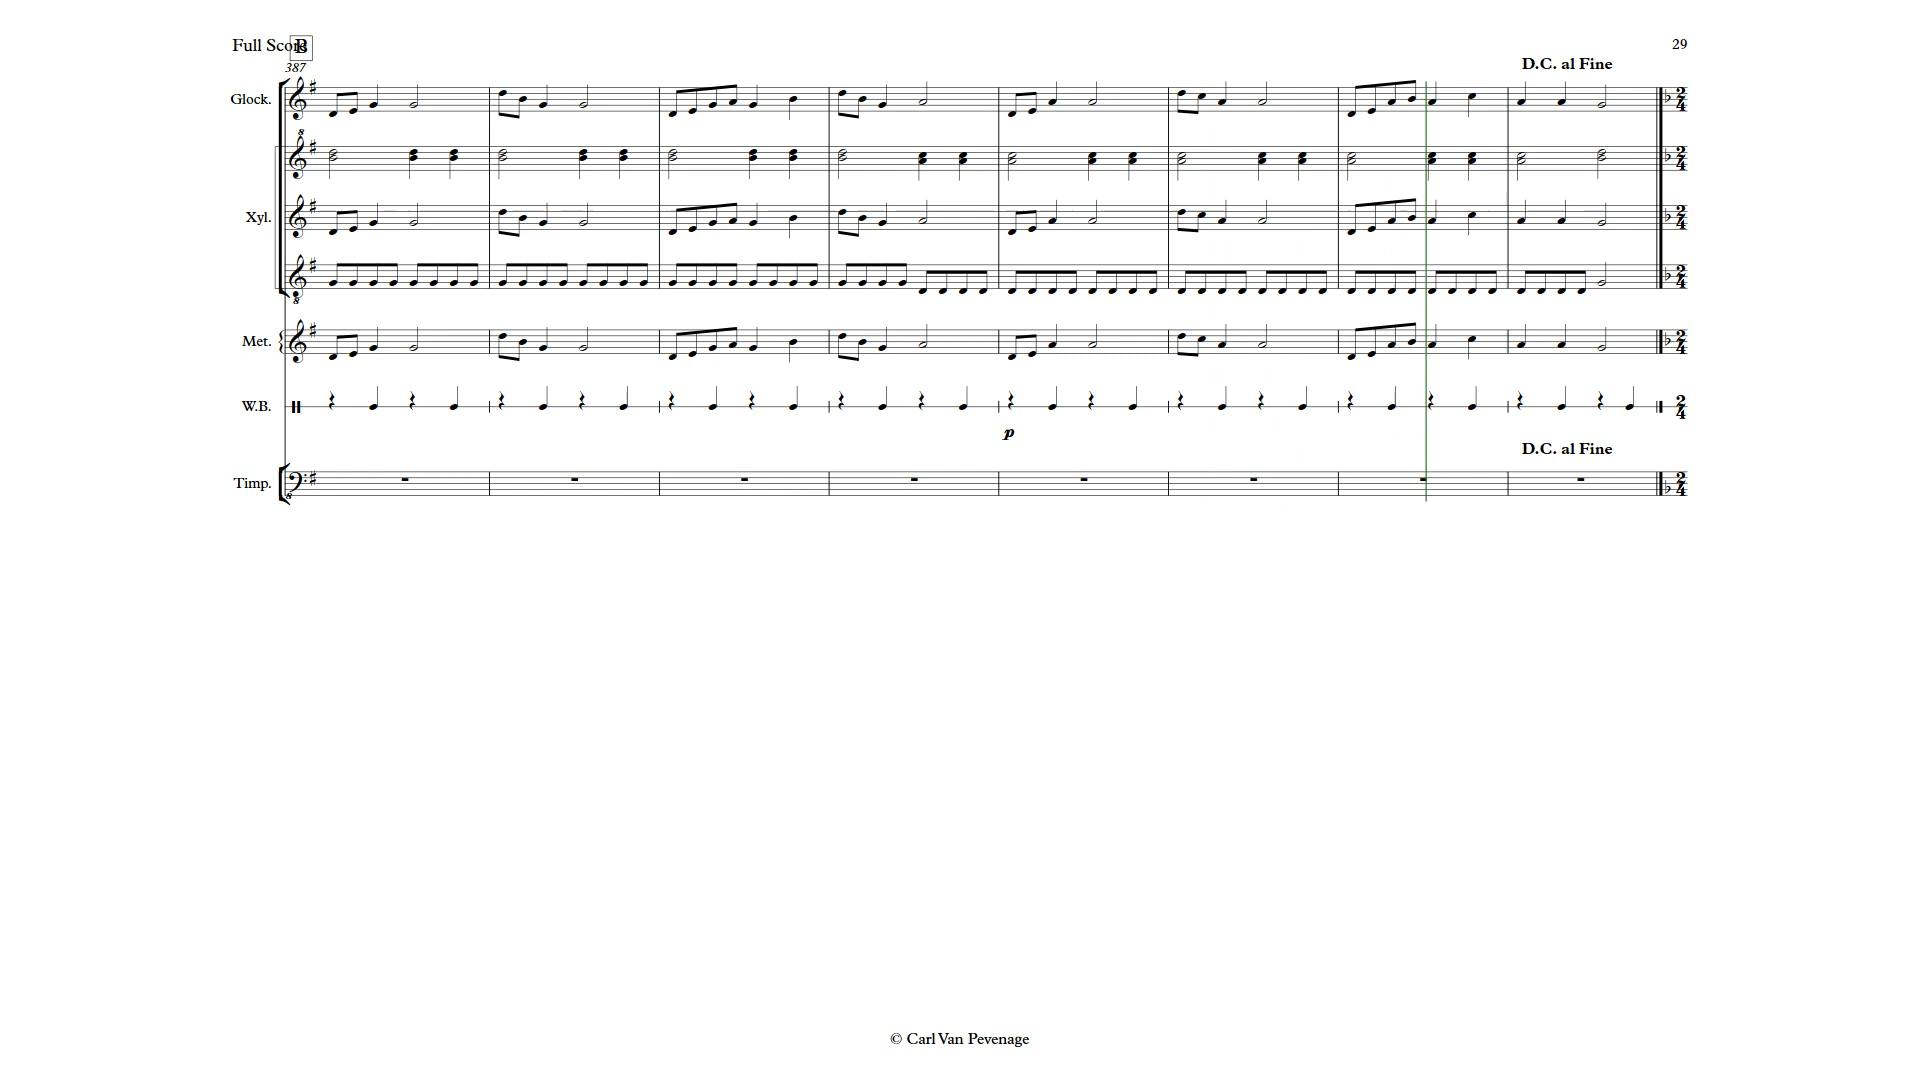 Full Score B 29
387
D.C. al Fine
Glock.
Xyl.
Met.
W.B.
p
D.C. al Fine
Timp.
© Carl Van Pevenage